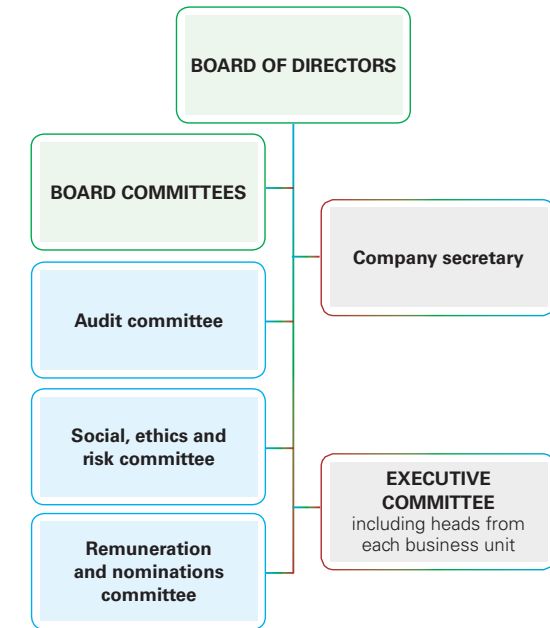 BOARD OF DIRECTORS
BOARD COMMITTEES
Company secretary
Audit committee
Social, ethics and
risk committee
EXECUTIVE
COMMITTEE
including heads from
each business unit
Remuneration
and nominations
committee